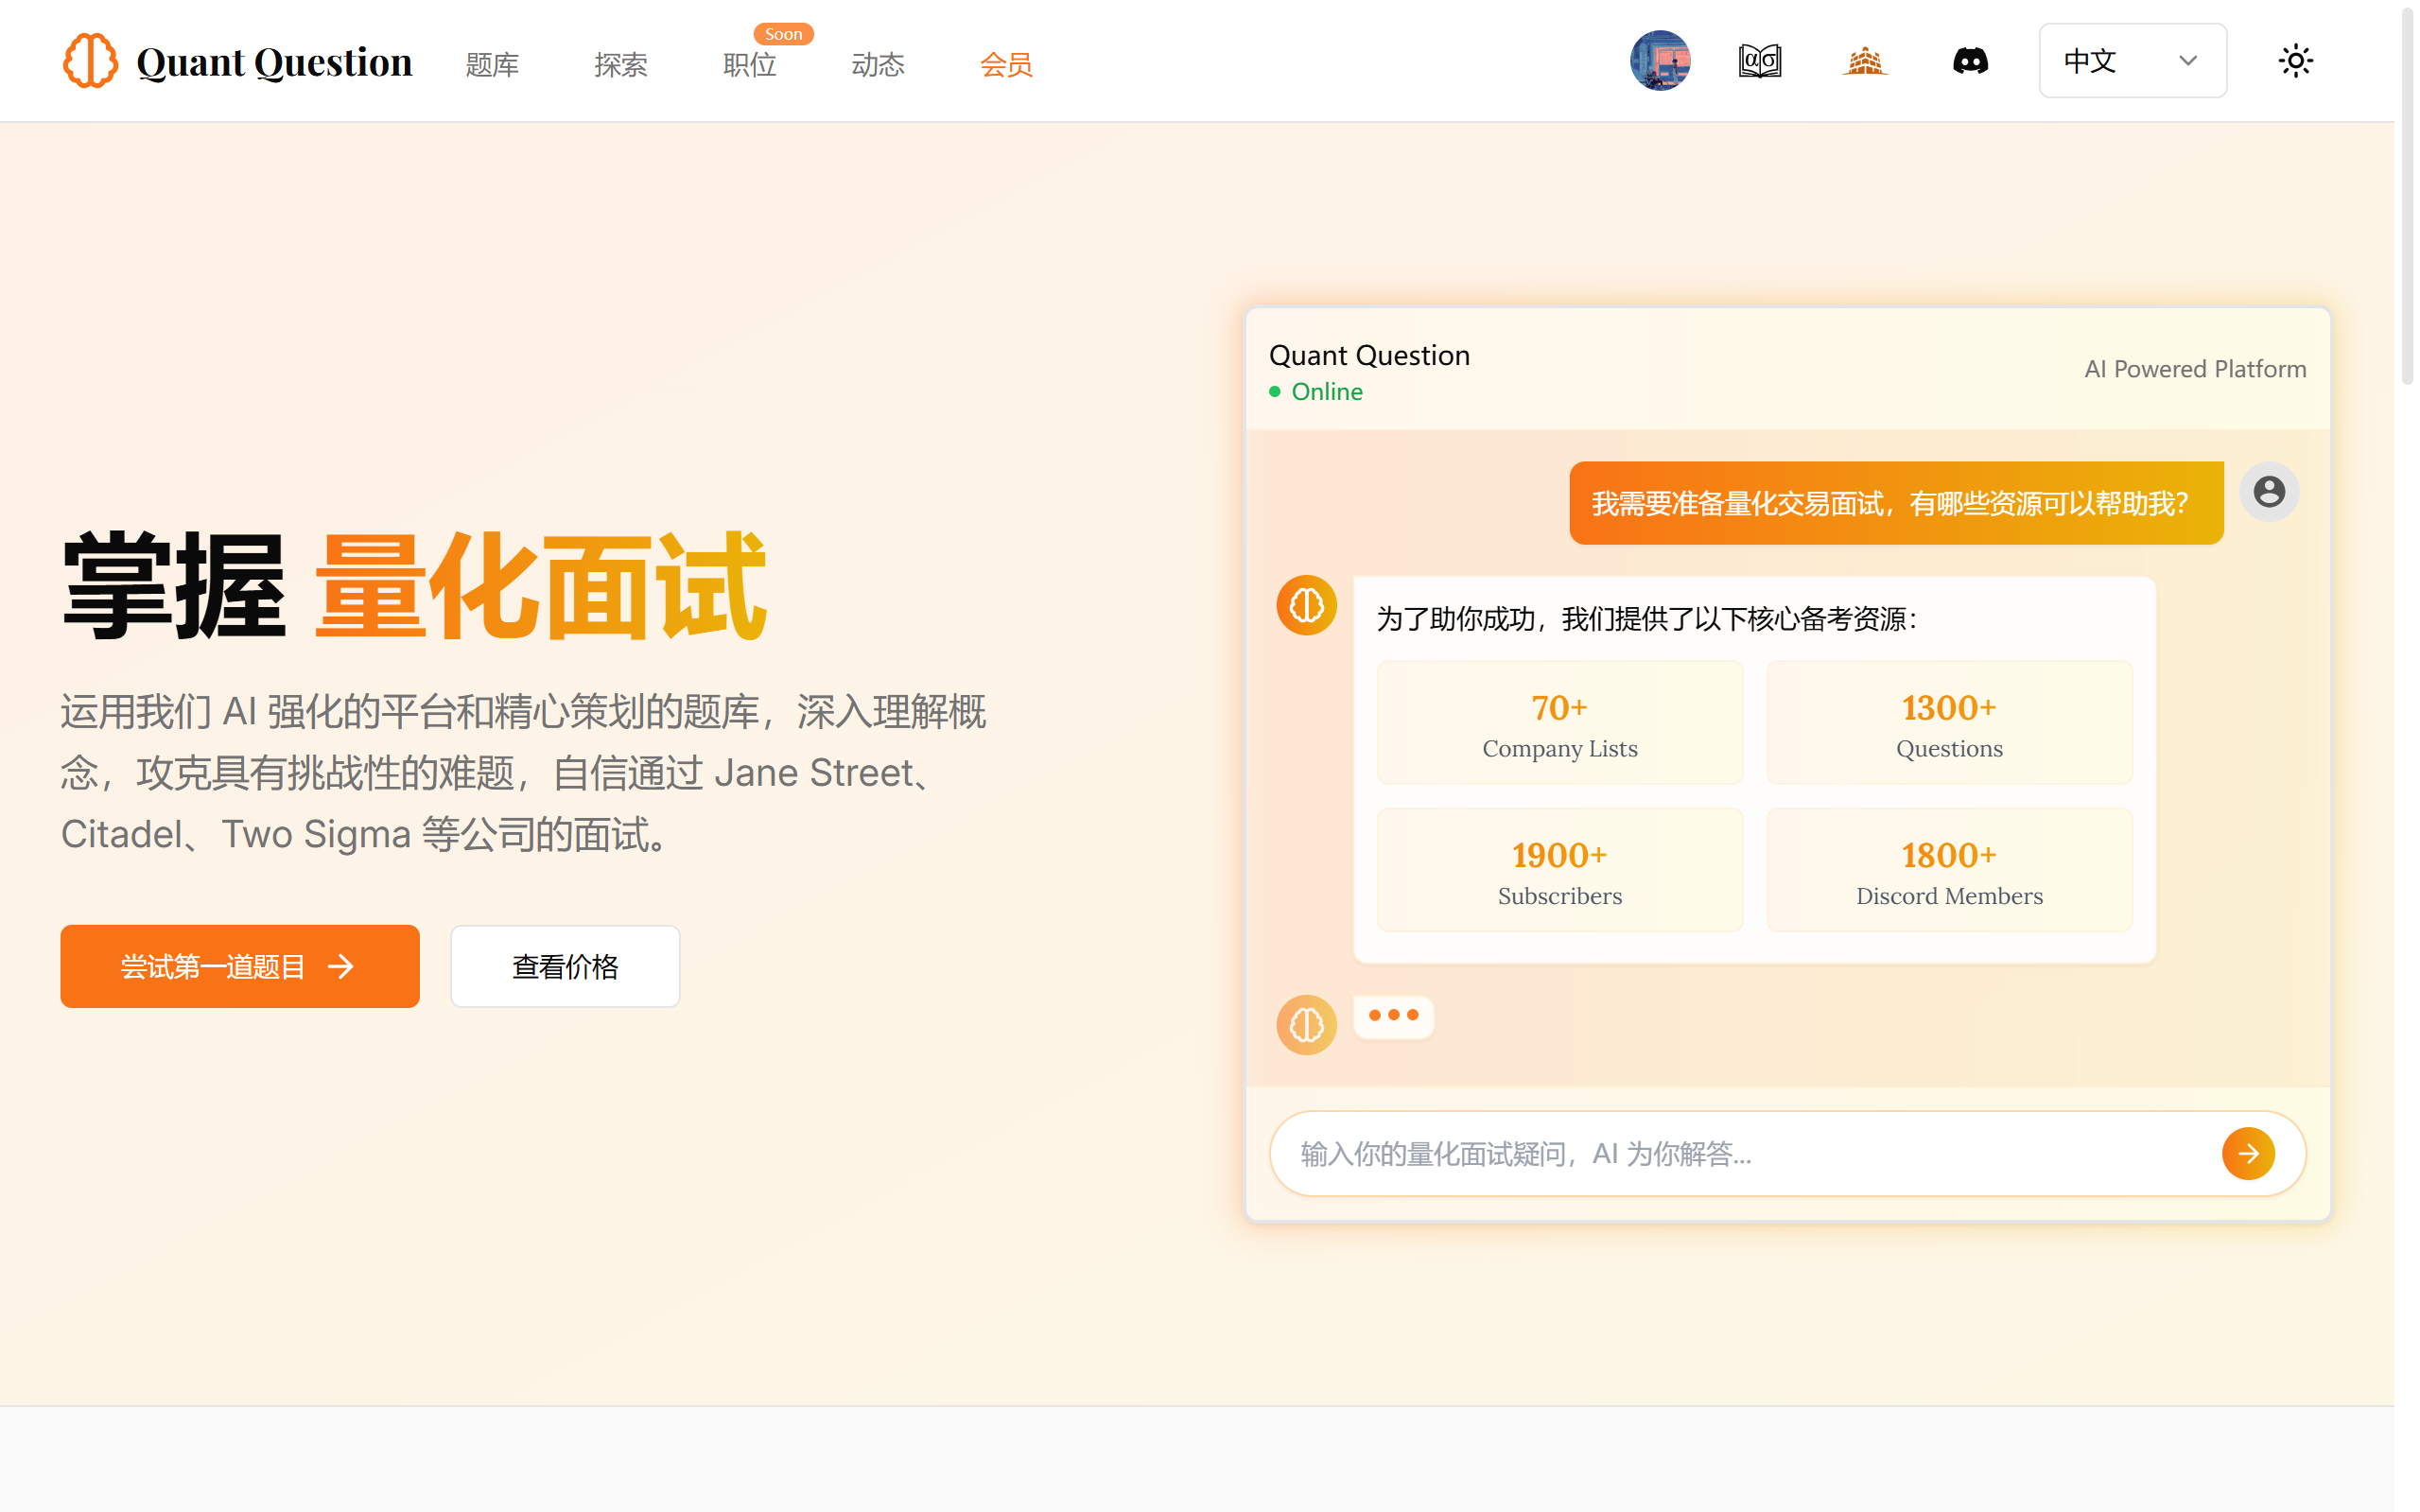 Quant Question
题库
探索
职位
Soon
动态
会员
ασ
中文
掌握 量化面试
运用我们 AI 强化的平台和精心策划的题库，深入理解概
念，攻克具有挑战性的难题，自信通过 Jane Street、
Citadel、Two Sigma 等公司的面试。
尝试第一道题目
查看价格
Quant Question
Online
AI Powered Platform
我需要准备量化交易面试，有哪些资源可以帮助我？
为了助你成功，我们提供了以下核心备考资源：
70+
Company Lists
1300+
Questions
1900+
Subscribers
1800+
Discord Members
输入你的量化面试疑问，AI 为你解答...